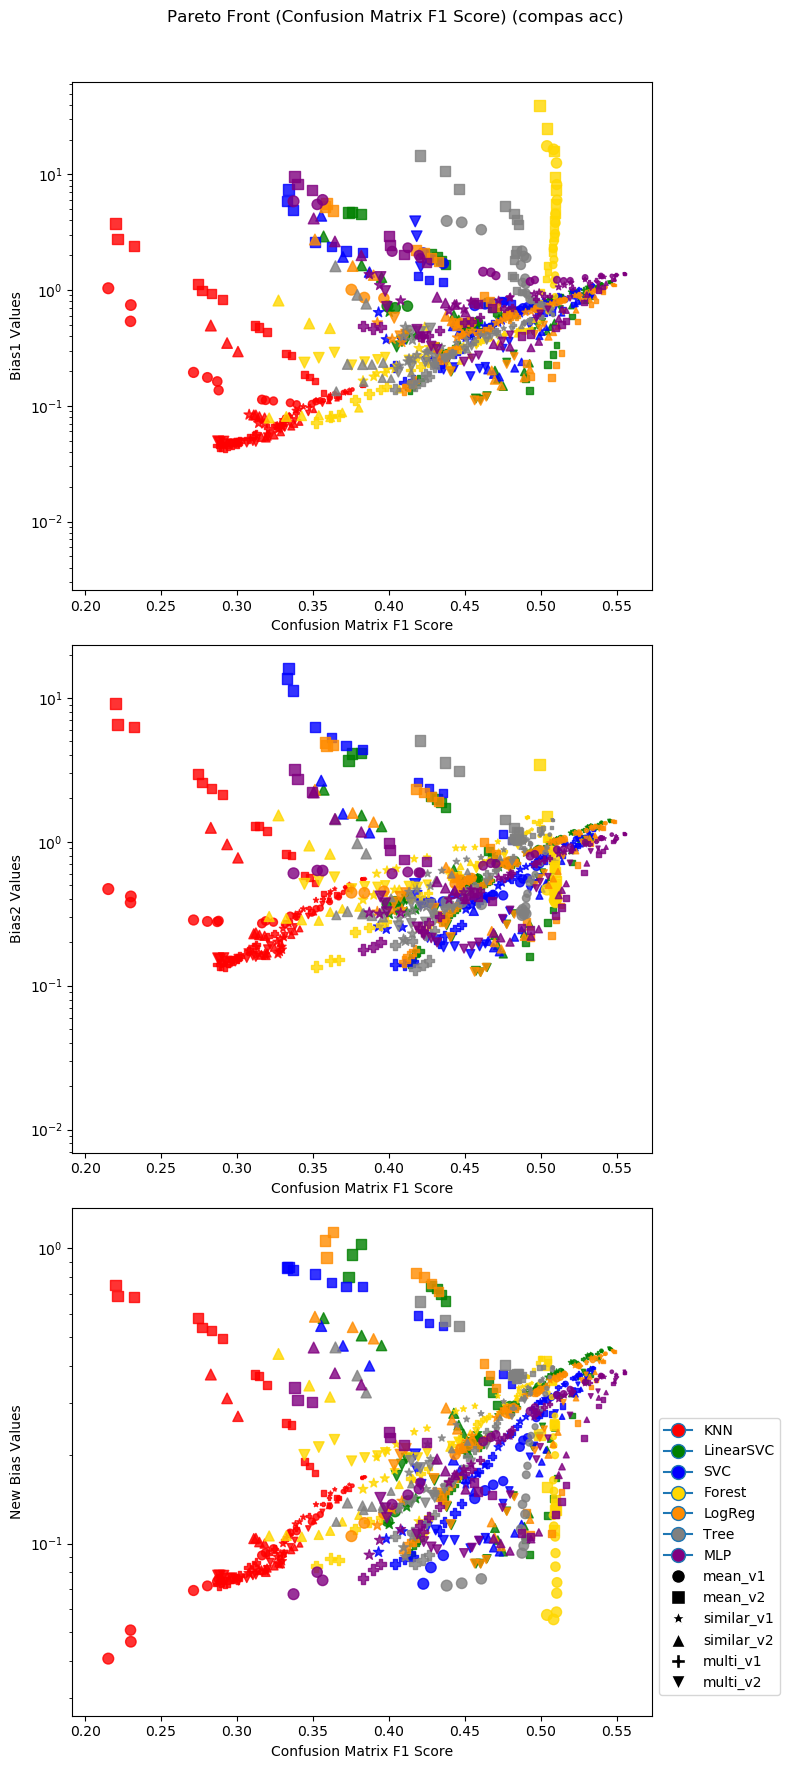 Pareto Front (Confusion Matrix F1 Score) (compas acc)
10¹
10⁰
10⁻¹
10⁻²
Bias1 Values
0.20 0.25 0.30 0.35 0.40 0.45 0.50 0.55
Confusion Matrix F1 Score
10¹
10⁰
10⁻¹
10⁻²
Bias2 Values
0.20 0.25 0.30 0.35 0.40 0.45 0.50 0.55
Confusion Matrix F1 Score
10⁰
10⁻¹
New Bias Values
0.20 0.25 0.30 0.35 0.40 0.45 0.50 0.55
Confusion Matrix F1 Score
KNN
LinearSVC
SVC
Forest
LogReg
Tree
MLP
mean_v1
mean_v2
similar_v1
similar_v2
multi_v1
multi_v2